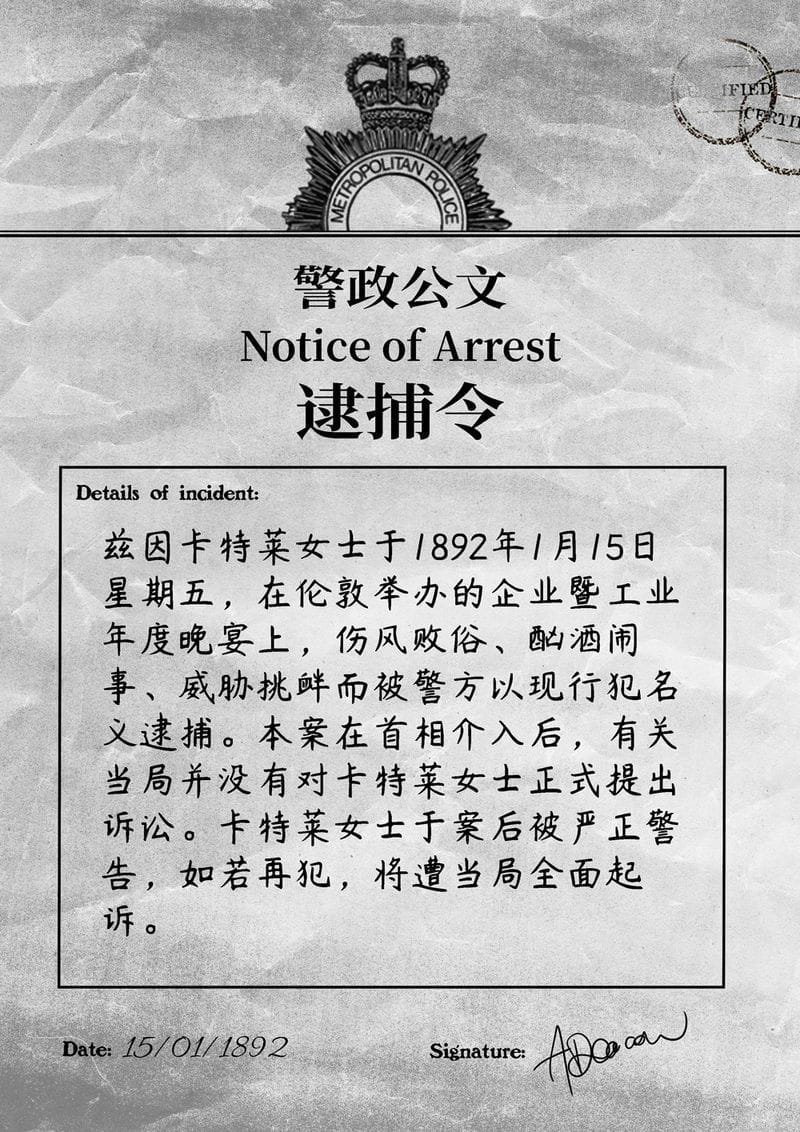 CERTIFIED
CERTI
METROPOLITAN POLICE
警政公文
Notice of Arrest
逮捕令
Details of incident:
兹因卡特莱女士于1892年1月15日
星期五，在伦敦举办的企业暨工业
年度晚宴上，伤风败俗、酗酒闹
事、威胁挑衅而被警方以现行犯名
义逮捕。本案在首相介入后，有关
当局并没有对卡特莱女士正式提出
诉讼。卡特莱女士于案后被严正警
告，如若再犯，将遭当局全面起
诉。
Date: 15/01/1892
Signature: